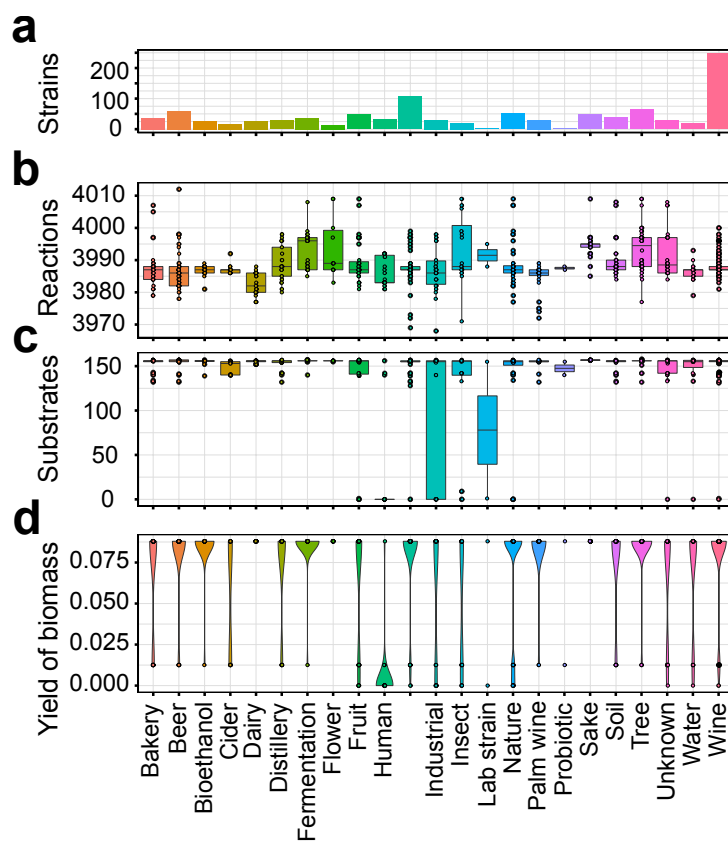 a
Strains
200
100
0
b
Reactions
4010
4000
3990
3980
3970
c
Substrates
150
100
50
0
d
Yield of biomass
0.075
0.050
0.025
0.000
Bakery
Beer
Bioethanol
Cider
Dairy
Distillery
Fermentation
Flower
Fruit
Human
Industrial
Insect
Lab strain
Nature
Palm wine
Probiotic
Sake
Soil
Tree
Unknown
Water
Wine